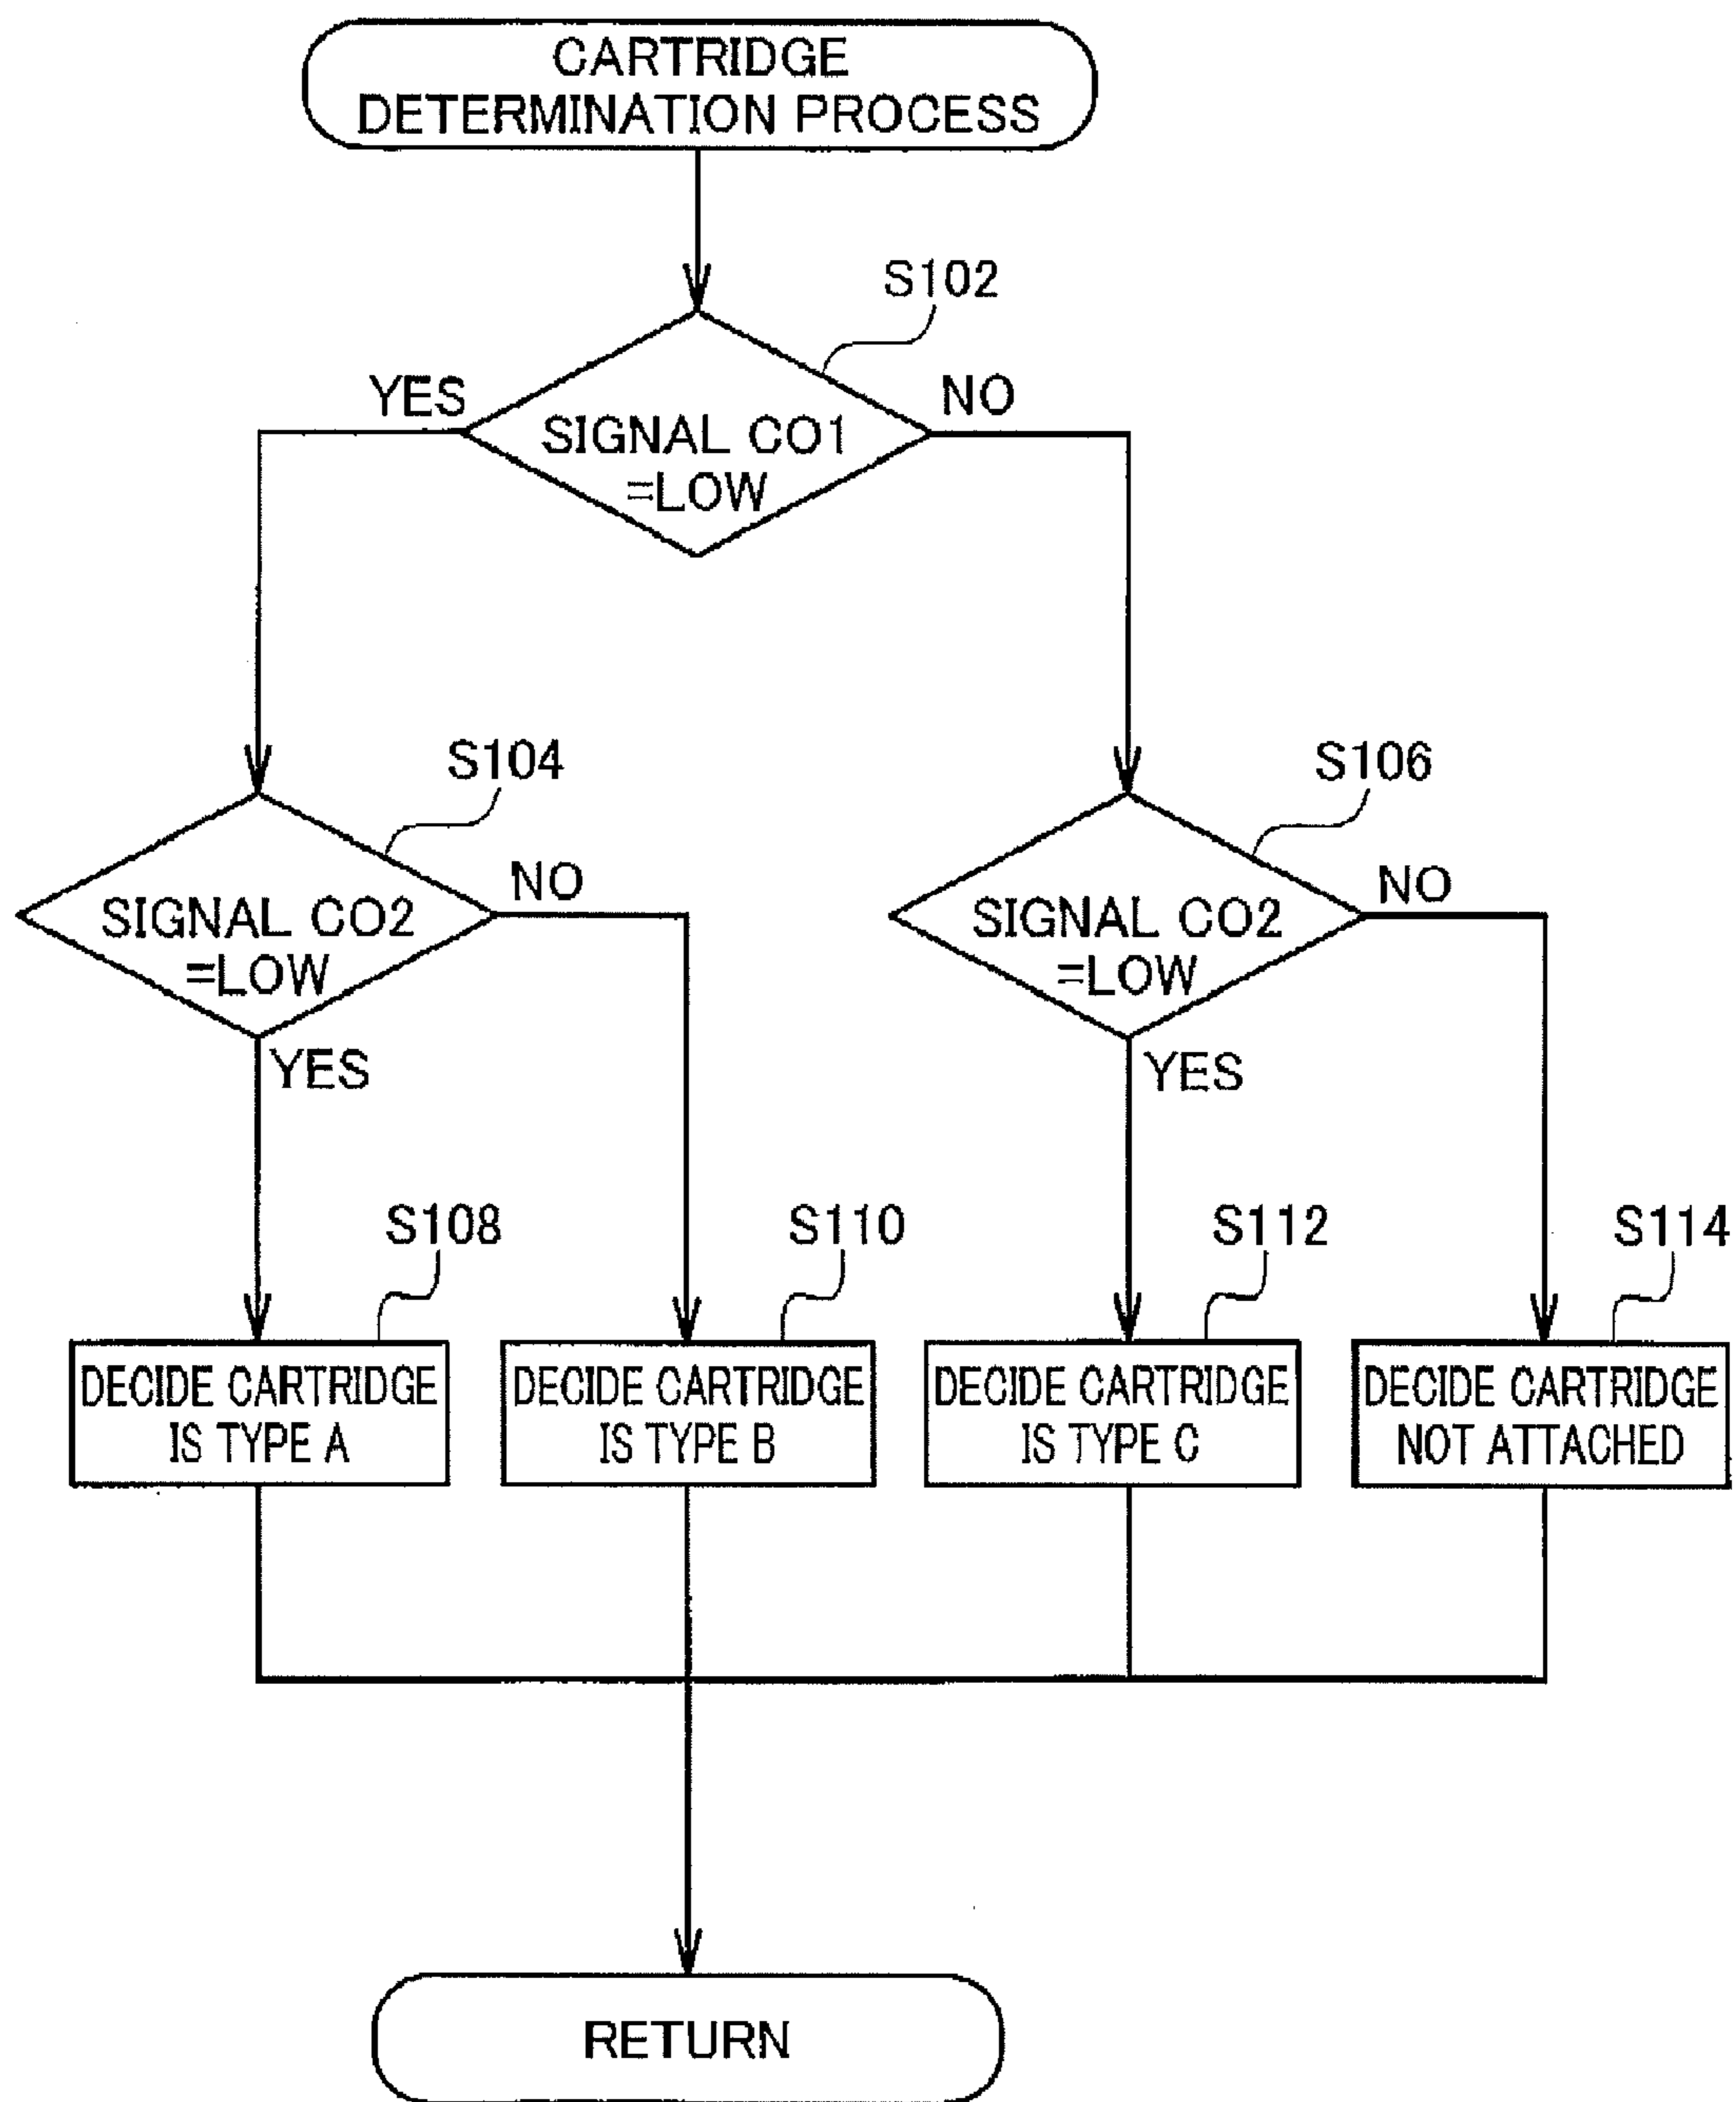 CARTRIDGE
DETERMINATION PROCESS
S102
YES
NO
SIGNAL CO1
=LOW
S104
S106
NO
NO
SIGNAL CO2
=LOW
SIGNAL CO2
=LOW
YES
YES
S108
S110
S112
S114
DECIDE CARTRIDGE
IS TYPE A
DECIDE CARTRIDGE
IS TYPE B
DECIDE CARTRIDGE
IS TYPE C
DECIDE CARTRIDGE
NOT ATTACHED
RETURN